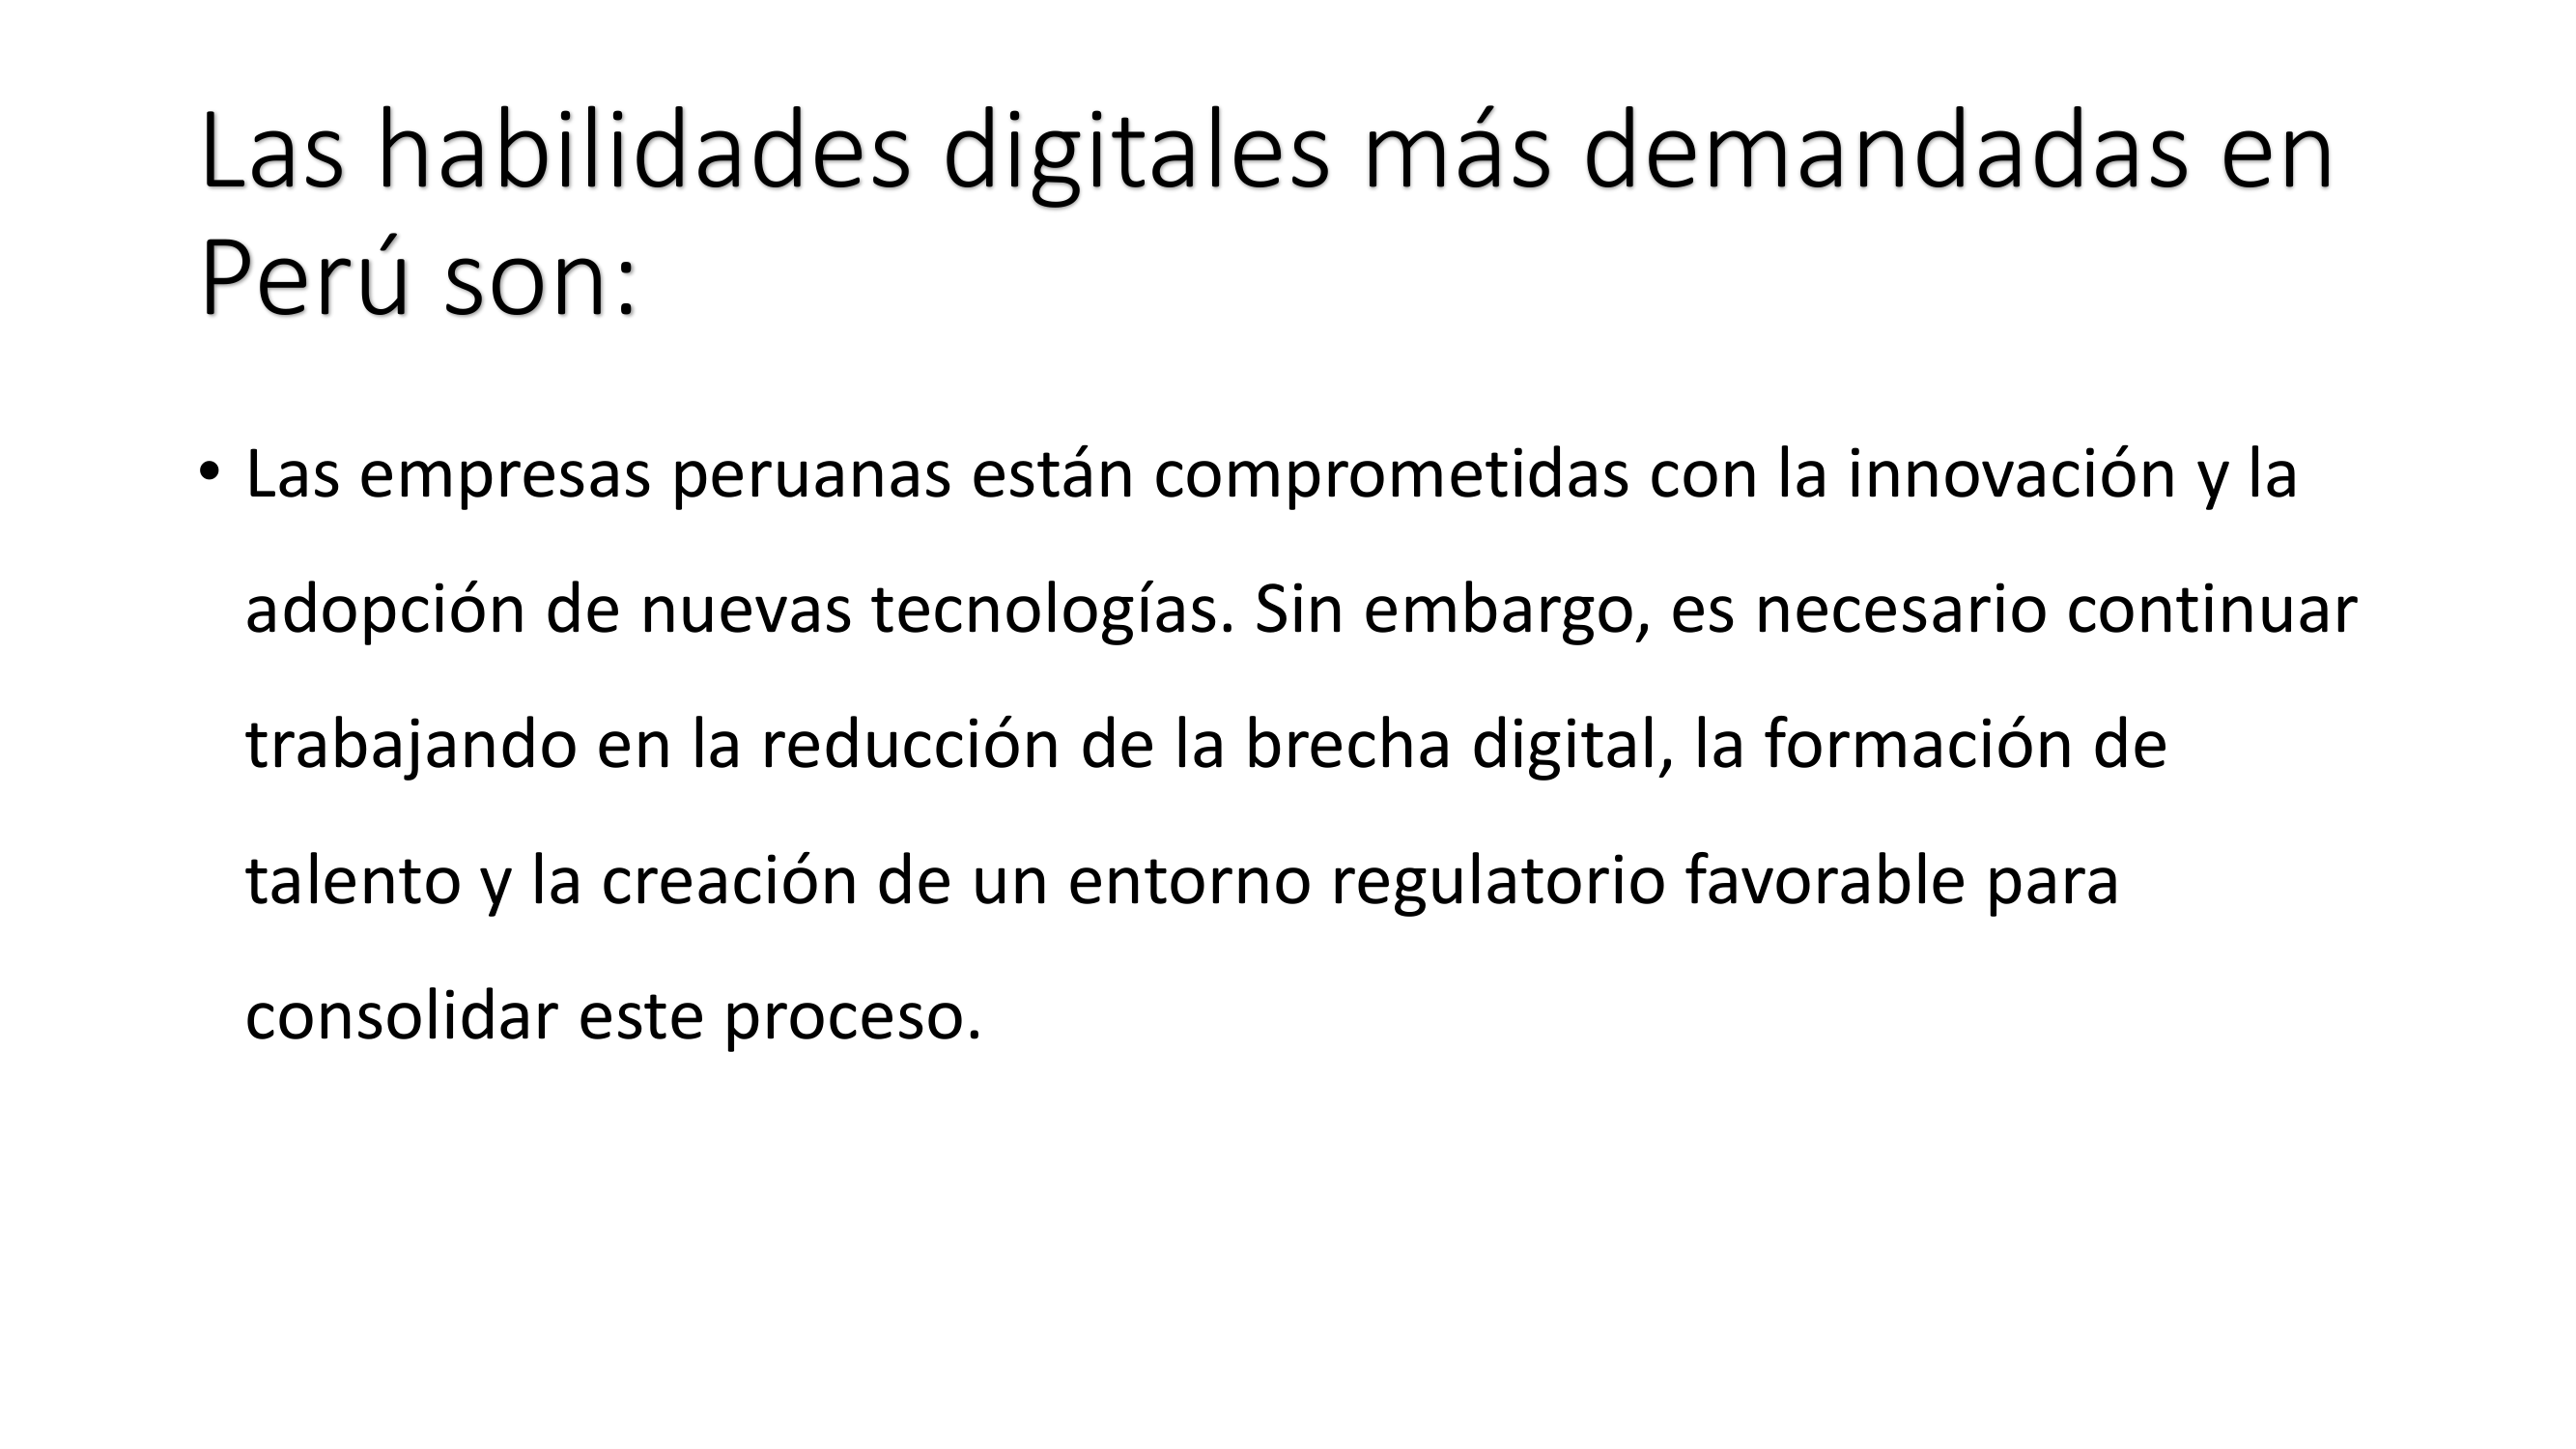 Las habilidades digitales más demandadas en
Perú son:
• Las empresas peruanas están comprometidas con la innovación y la
adopción de nuevas tecnologías. Sin embargo, es necesario continuar
trabajando en la reducción de la brecha digital, la formación de
talento y la creación de un entorno regulatorio favorable para
consolidar este proceso.